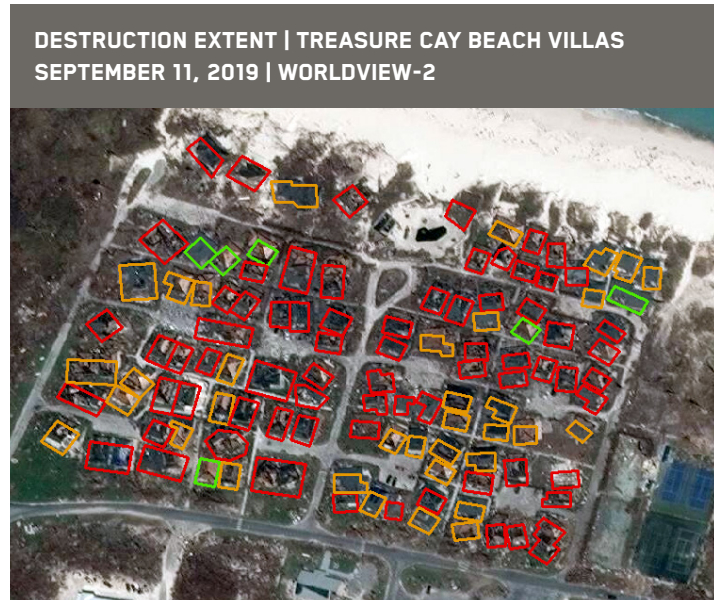 DESTRUCTION EXTENT | TREASURE CAY BEACH VILLAS
SEPTEMBER 11, 2019 | WORLDVIEW-2